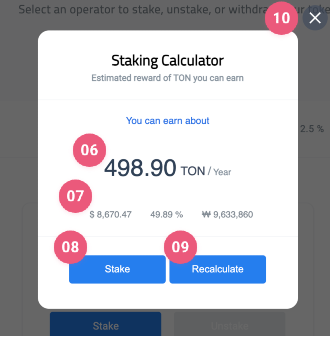 Select an operator to stake, unstake, or withdra
10
Staking Calculator
Estimated reward of TON you can earn
You can earn about
2.5 %
06
498.90 TON / Year
07
$ 8,670.47 49.89 % ₩ 9,633,860
08
09
Stake Recalculate
Stake Unstake